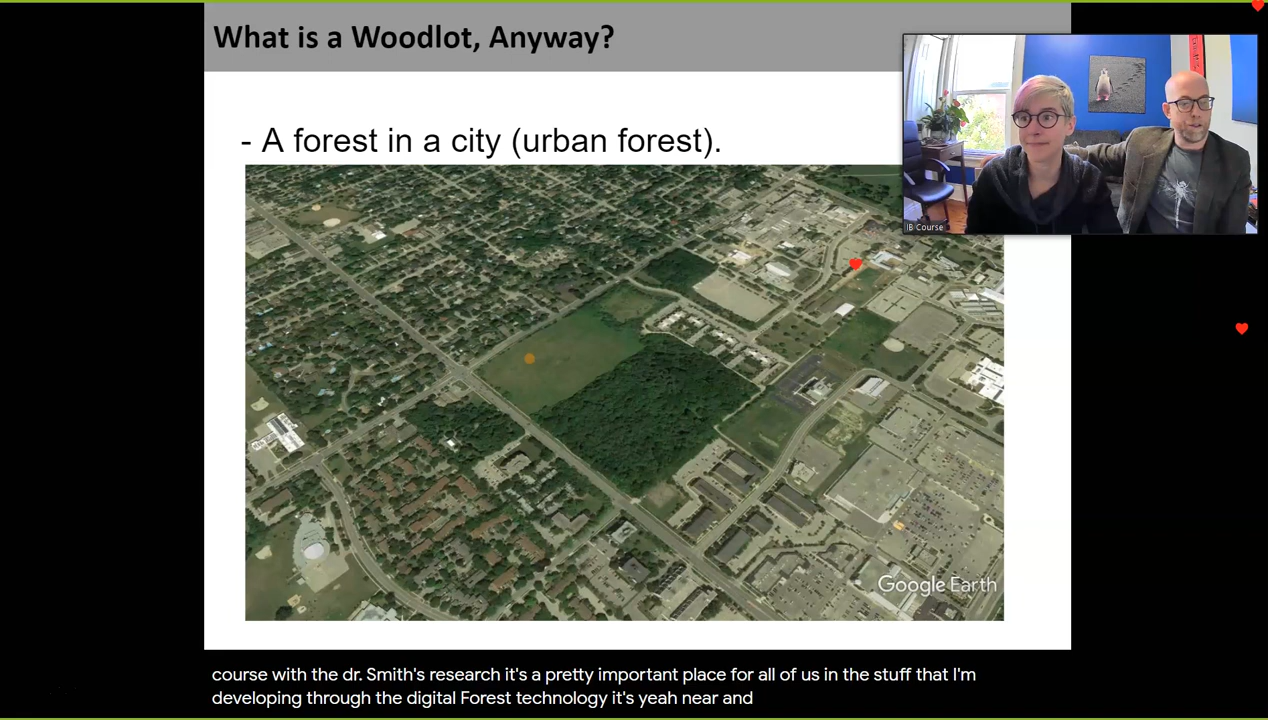 What is a Woodlot, Anyway?
- A forest in a city (urban forest).
IB Course
Google Earth
course with the dr. Smith's research it's a pretty important place for all of us in the stuff that I'm
developing through the digital Forest technology it's yeah near and